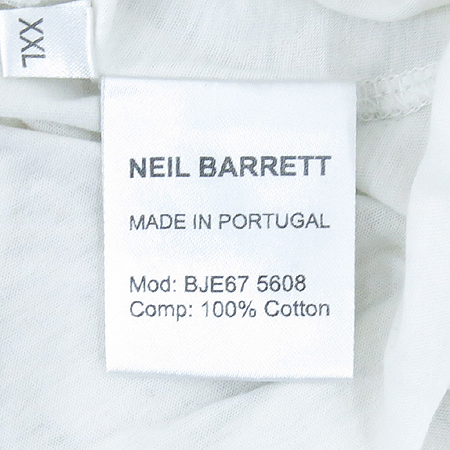 XXL
NEIL BARRETT
MADE IN PORTUGAL
Mod: BJE67 5608
Comp: 100% Cotton